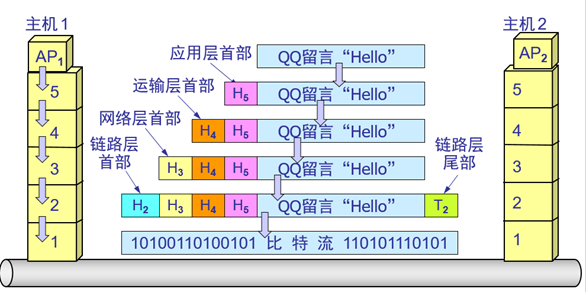 主机1
主机2
AP1
AP2
QQ留言“Hello”
应用层首部
5
H5
QQ留言“Hello”
5
运输层首部
4
H4 H5
QQ留言“Hello”
4
网络层首部
3
H3 H4 H5
QQ留言“Hello”
3
链路层
首部
链路层
尾部
2
H2 H3 H4 H5
QQ留言“Hello”
T2
2
1
10100110100101 比 特 流 110101110101
1